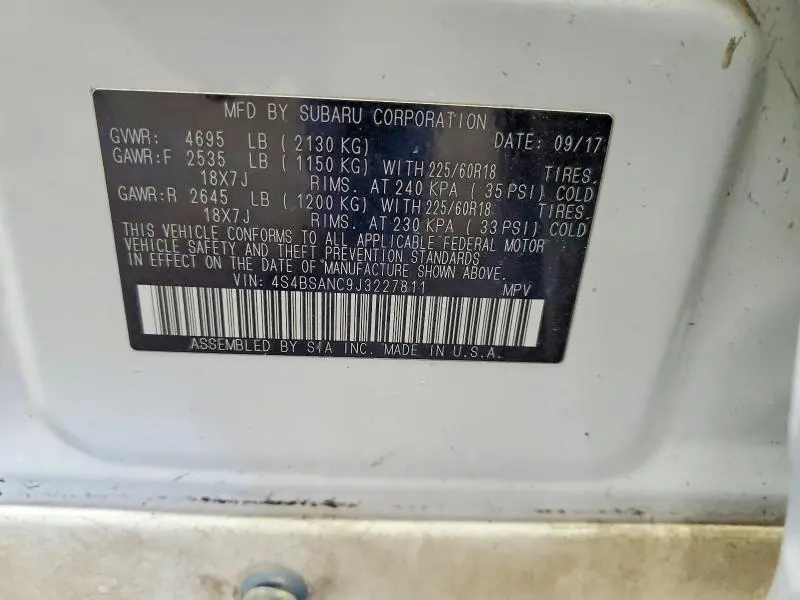 MFD BY SUBARU CORPORATION
GVWR: 4695 LB (2130 KG) DATE: 09/17
GAWR:F 2535 LB (1150 KG) WITH 225/60R18 TIRES.
18X7J RIMS. AT 240 KPA (35 PSI) COLD
GAWR:R 2645 LB (1200 KG) WITH 225/60R18 TIRES.
18X7J RIMS. AT 230 KPA (33 PSI) COLD
THIS VEHICLE CONFORMS TO ALL APPLICABLE FEDERAL MOTOR
VEHICLE SAFETY AND THEFT PREVENTION STANDARDS
IN EFFECT ON THE DATE OF MANUFACTURE SHOWN ABOVE.
VIN: 4S4BSANC9J3227811 MPV
ASSEMBLED BY SIA INC. MADE IN U.S.A.